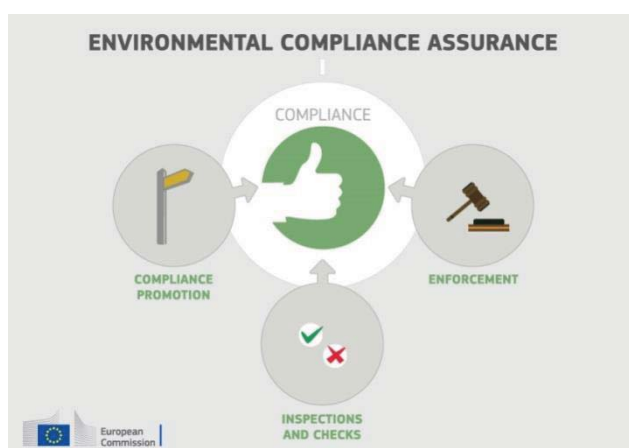 ENVIRONMENTAL COMPLIANCE ASSURANCE
COMPLIANCE
COMPLIANCE
PROMOTION
ENFORCEMENT
INSPECTIONS
AND CHECKS
European
Commission